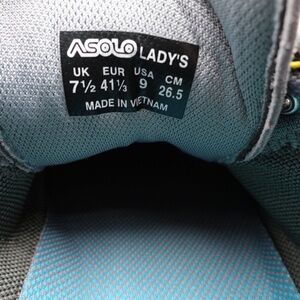 ASOLO LADY'S
UK EUR USA CM
7½ 41⅓ 9 26.5
MADE IN VIETNAM